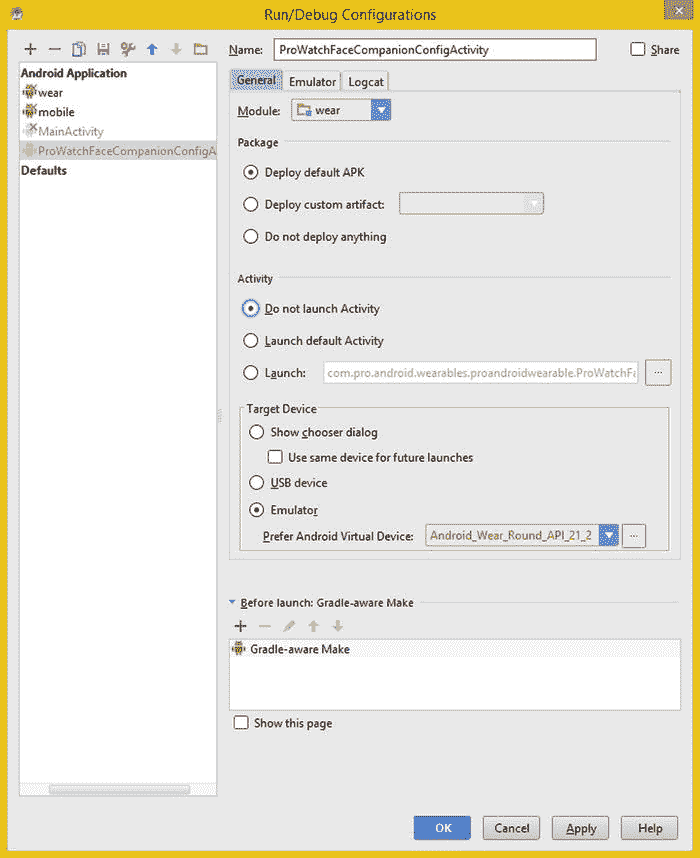 Run/Debug Configurations
Name: ProWatchFaceCompanionConfigActivity Share
Android Application
wear
mobile
MainActivity
ProWatchFaceCompanionConfigA
Defaults
General Emulator Logcat
Module: wear
Package
Deploy default APK
Deploy custom artifact:
Do not deploy anything
Activity
Do not launch Activity
Launch default Activity
Launch: com.pro.android.wearables.proandroidwearable.ProWatchFa ...
Target Device
Show chooser dialog
Use same device for future launches
USB device
Emulator
Prefer Android Virtual Device: Android_Wear_Round_API_21_2 ...
Before launch: Gradle-aware Make
Gradle-aware Make
Show this page
OK Cancel Apply Help